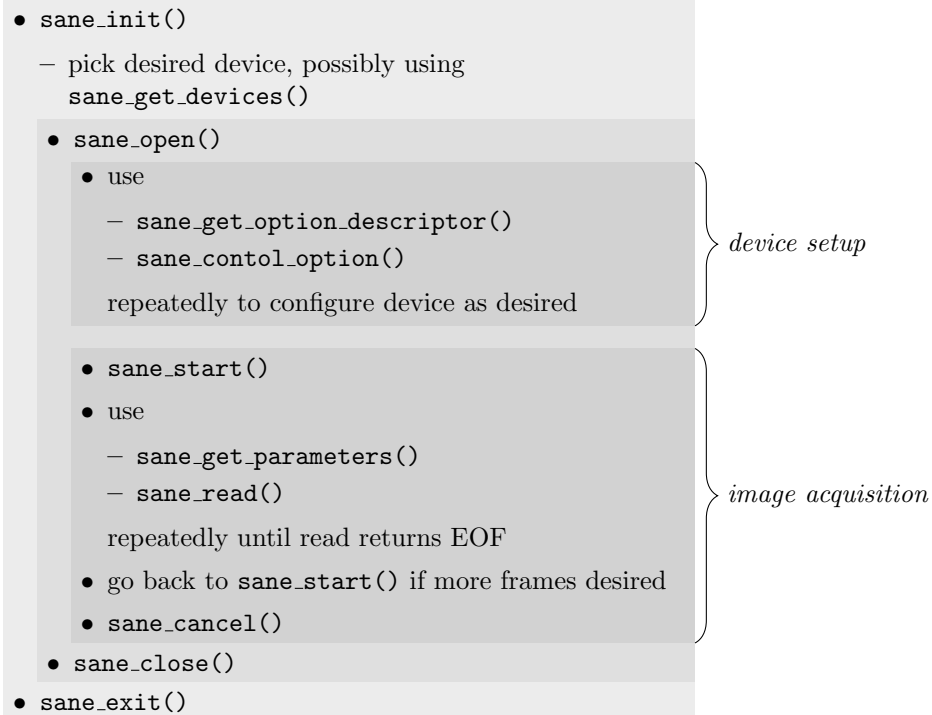 • sane_init()
– pick desired device, possibly using
sane_get_devices()
• sane_open()
• use
– sane_get_option_descriptor()
– sane_contol_option()
repeatedly to configure device as desired
device setup
• sane_start()
• use
– sane_get_parameters()
– sane_read()
repeatedly until read returns EOF
• go back to sane_start() if more frames desired
• sane_cancel()
image acquisition
• sane_close()
• sane_exit()